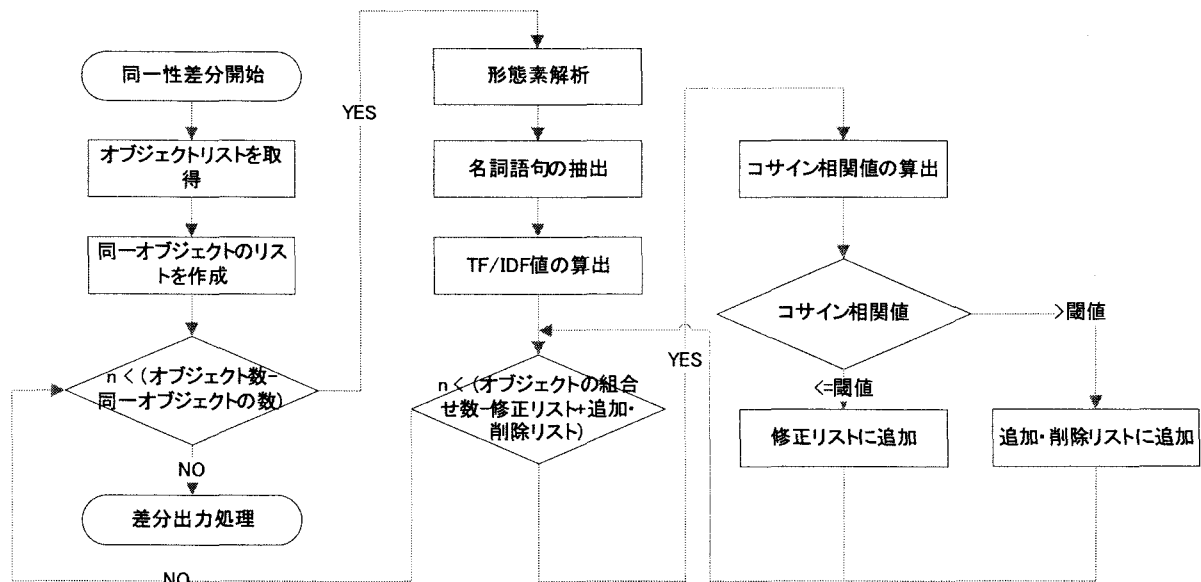 同一性差分開始
オブジェクトリストを取
得
同一オブジェクトのリス
トを作成
n < (オブジェクト数-
同一オブジェクトの数)
NO
差分出力処理
NO
YES
形態素解析
名詞語句の抽出
TF/IDF値の算出
n < (オブジェクトの組合
せ数-修正リスト+追加・
削除リスト)
YES
コサイン相関値の算出
コサイン相関値
>閾値
<=閾値
修正リストに追加
追加・削除リストに追加